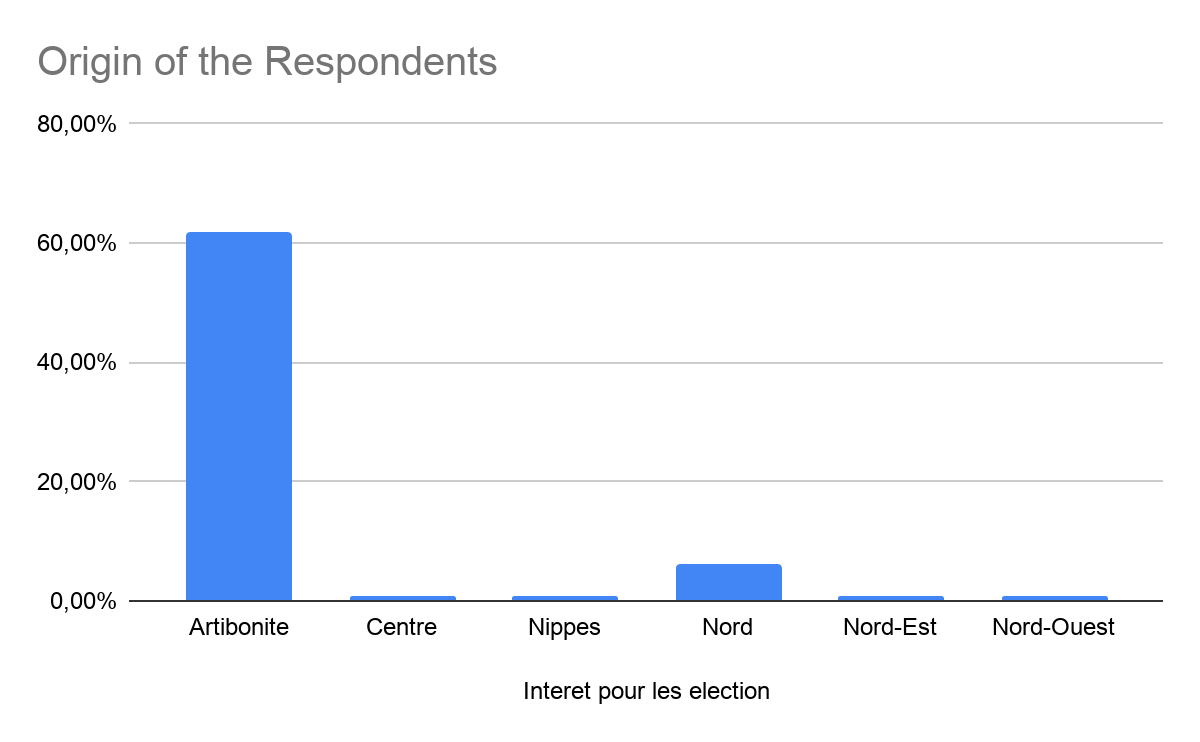 Origin of the Respondents
80,00%
60,00%
40,00%
20,00%
0,00%
Artibonite Centre Nippes Nord Nord-Est Nord-Ouest
Interet pour les election